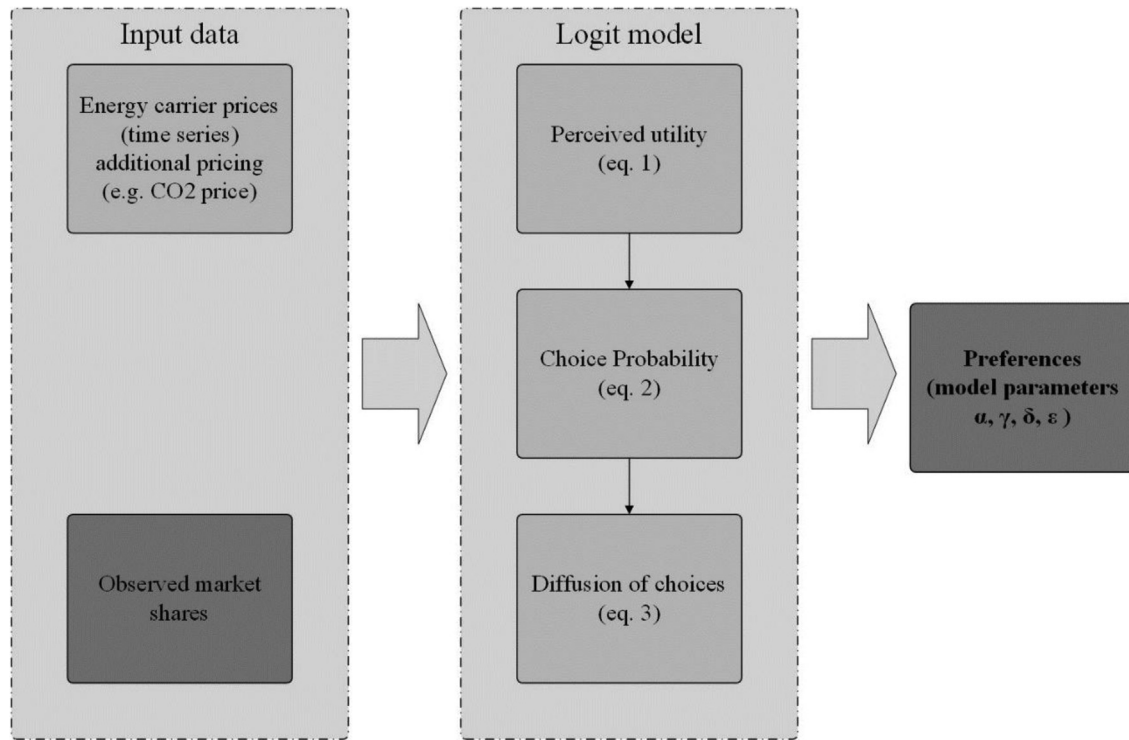 Input data
Energy carrier prices
(time series)
additional pricing
(e.g. CO2 price)
Observed market
shares
Logit model
Perceived utility
(eq. 1)
Choice Probability
(eq. 2)
Diffusion of choices
(eq. 3)
Preferences
(model parameters
α, γ, δ, ε )